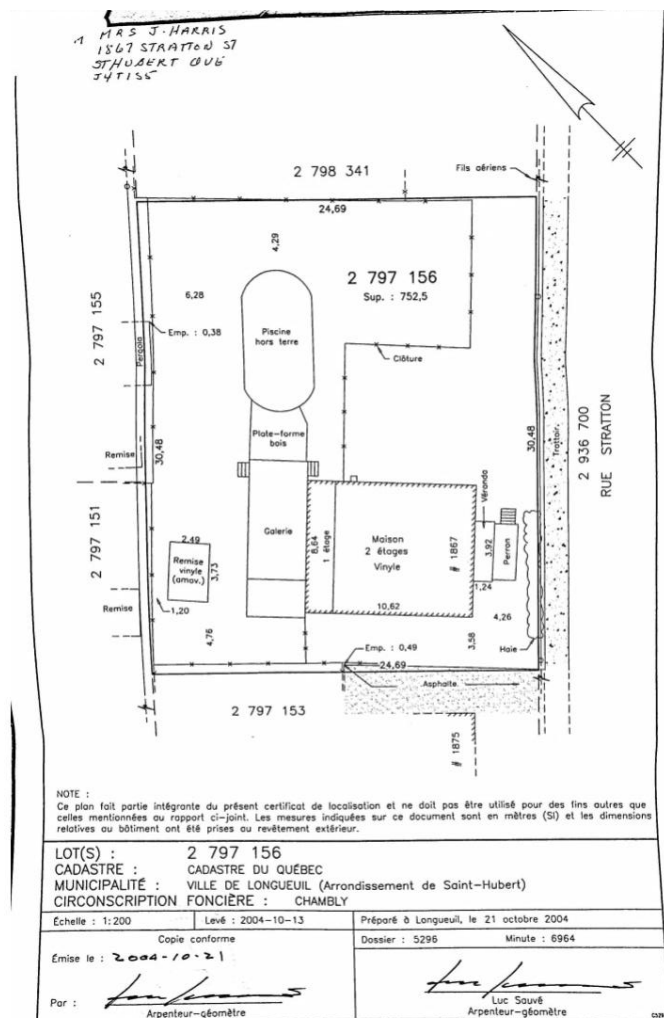 MRS J. HARRIS
1867 STRATTON ST
ST HUBERT QUE
J4T1S5
2 798 341
Fils aériens
24,69
4,29
2 797 156
Sup. : 752,5
6,28
2 797 155
Emp. : 0,38
Pergola
Piscine
hors terre
Clôture
Plate-forme
bois
Remise
30,48
30,48
Trottoir
2 936 700
RUE STRATTON
2 797 151
Galerie
8,64
1 étage
Maison
2 étages
Vinyle
# 1867
Véranda
3,92
Perron
2,49
Remise
vinyle
(amov.)
3,73
1,24
Remise
1,20
10,62
4,26
4,76
3,58
Haie
Emp. : 0,49
24,69
Asphalte
2 797 153
# 1875
NOTE :
Ce plan fait partie intégrante du présent certificat de localisation et ne doit pas être utilisé pour des fins autres que
celles mentionnées au rapport ci-joint. Les mesures indiquées sur ce document sont en mètres (SI) et les dimensions
relatives au bâtiment ont été prises au revêtement extérieur.
LOT(S) : 2 797 156
CADASTRE : CADASTRE DU QUÉBEC
MUNICIPALITÉ : VILLE DE LONGUEUIL (Arrondissement de Saint-Hubert)
CIRCONSCRIPTION FONCIÈRE : CHAMBLY
Échelle : 1:200 Levé : 2004-10-13 Préparé à Longueuil, le 21 octobre 2004
Copie conforme Dossier : 5296 Minute : 6964
Émise le : 2004-10-21
Par :
Arpenteur-géomètre
Luc Sauvé
Arpenteur-géomètre